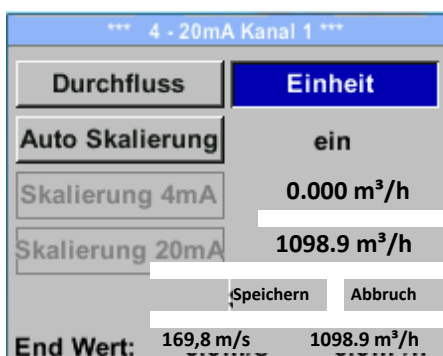 *** 4 - 20mA Kanal 1 ***
Durchfluss Einheit
Auto Skalierung ein
Skalierung 4mA 0.000 m³/h
Skalierung 20mA 1098.9 m³/h
Speichern Abbruch
End Wert: 169,8 m/s 1098.9 m³/h